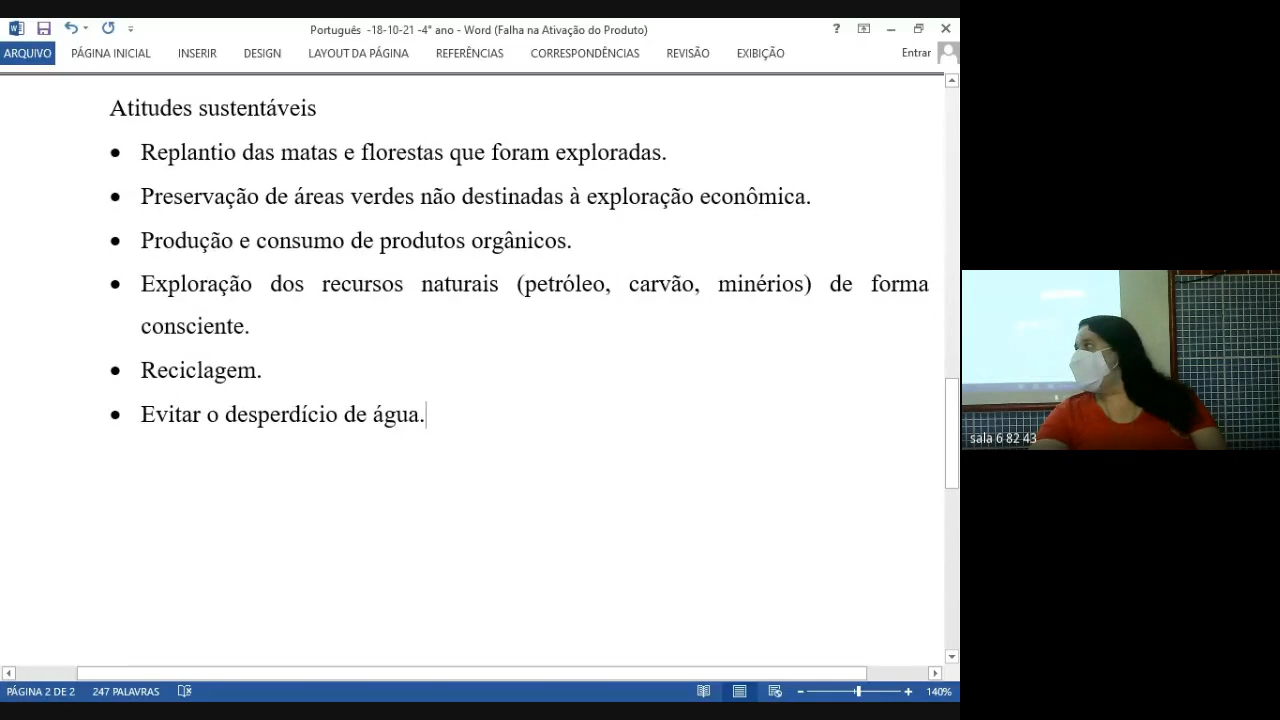 Português -18-10-21 -4° ano - Word (Falha na Ativação do Produto)
?
ARQUIVO PÁGINA INICIAL INSERIR DESIGN LAYOUT DA PÁGINA REFERÊNCIAS CORRESPONDÊNCIAS REVISÃO EXIBIÇÃO Entrar
Atitudes sustentáveis
• Replantio das matas e florestas que foram exploradas.
• Preservação de áreas verdes não destinadas à exploração econômica.
• Produção e consumo de produtos orgânicos.
• Exploração dos recursos naturais (petróleo, carvão, minérios) de forma
consciente.
• Reciclagem.
• Evitar o desperdício de água.
sala 6 82 43
PÁGINA 2 DE 2 247 PALAVRAS 140%